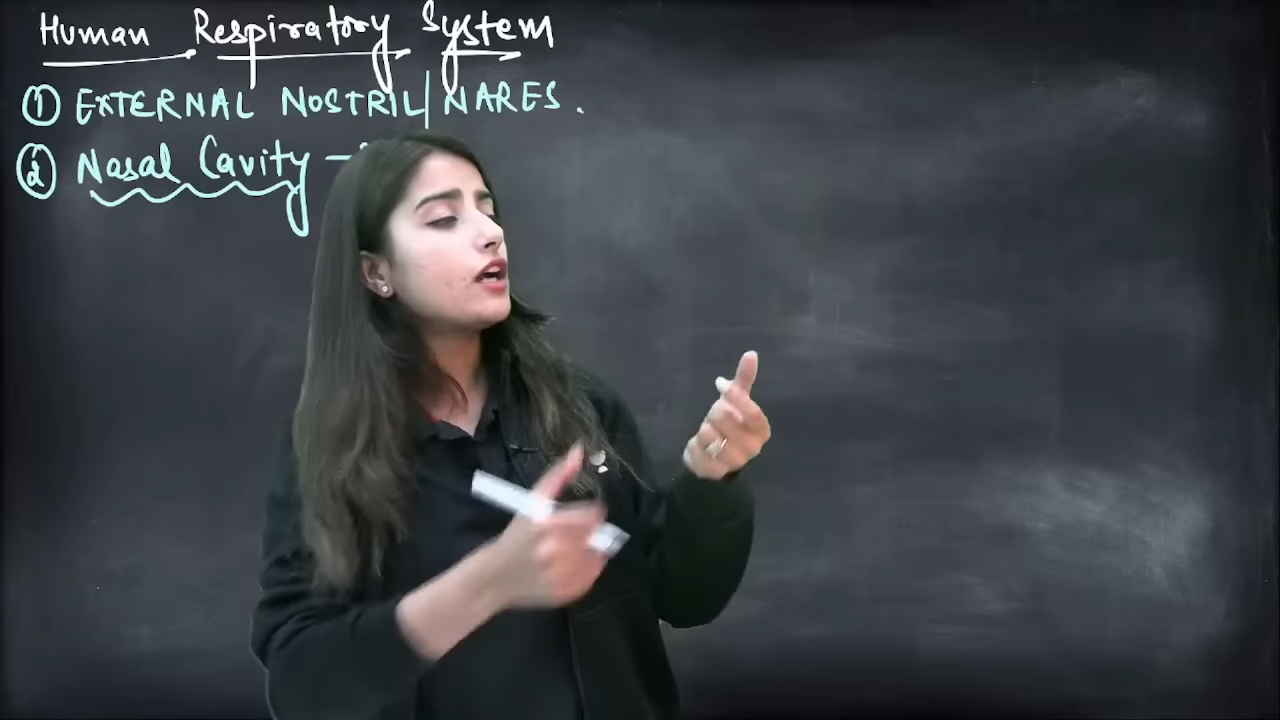 Human Respiratory System
① EXTERNAL NOSTRIL/NARES.
② Nasal Cavity -